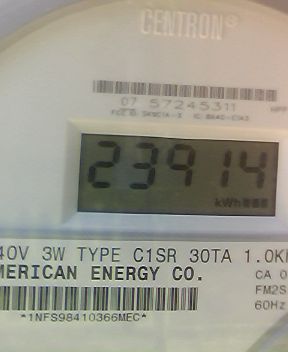 CENTRON®
07 57245311
23914
kWh
40V 3W TYPE C1SR 30TA 1.0K
MERICAN ENERGY CO.
CA 0
FM2S
60Hz
*1NFS98410366MEC*